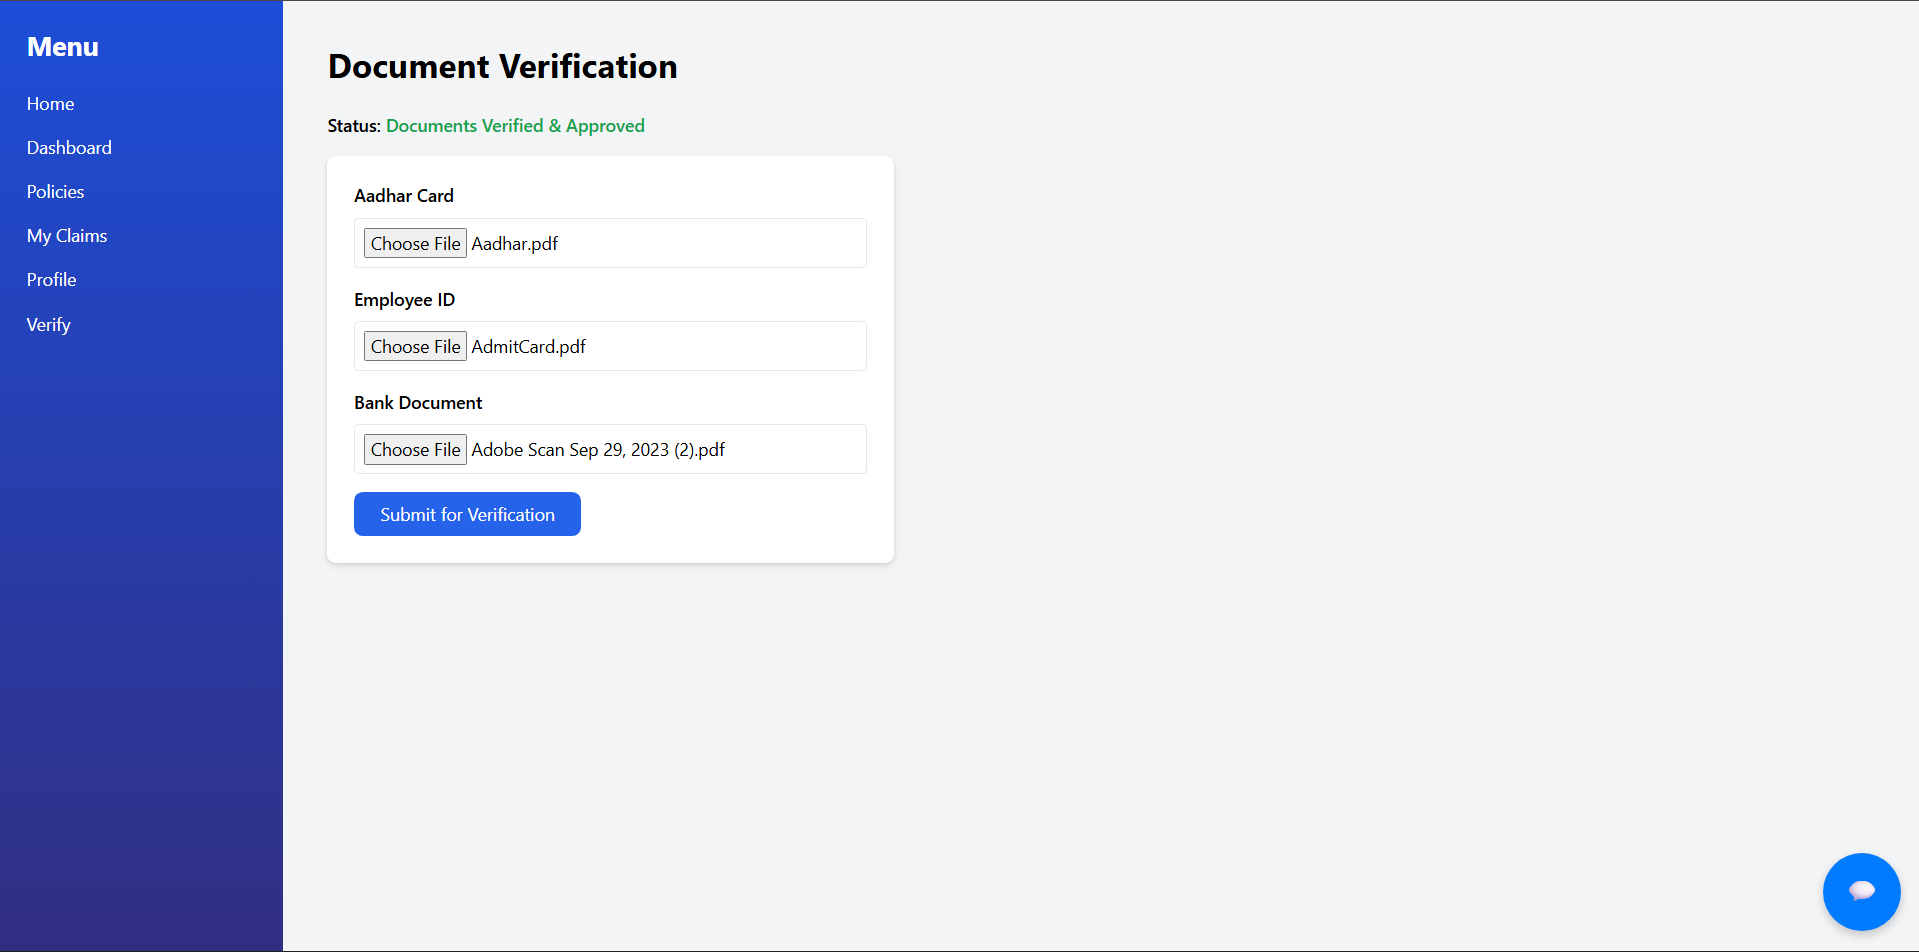 Menu
Home
Dashboard
Policies
My Claims
Profile
Verify
Document Verification
Status: Documents Verified & Approved
Aadhar Card
Choose File Aadhar.pdf
Employee ID
Choose File AdmitCard.pdf
Bank Document
Choose File Adobe Scan Sep 29, 2023 (2).pdf
Submit for Verification